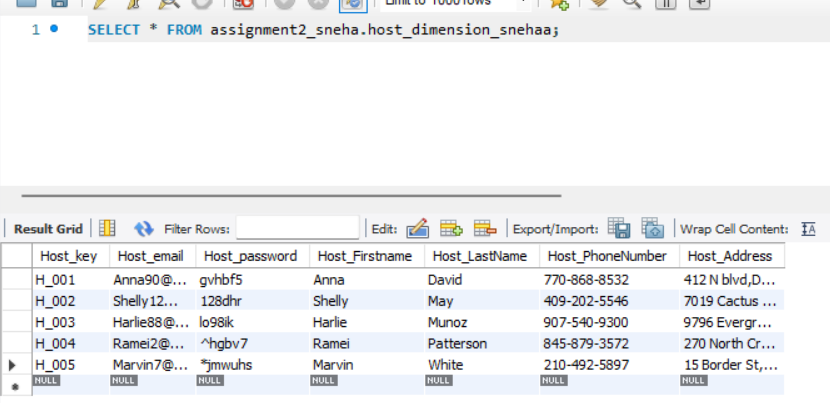 Limit to 1000 rows
1 SELECT * FROM assignment2_sneha.host_dimension_snehaa;
Result Grid Filter Rows: Edit: Export/Import: Wrap Cell Content:
Host_key Host_email Host_password Host_Firstname Host_LastName Host_PhoneNumber Host_Address
H_001 Anna90@... gvhbf5 Anna David 770-868-8532 412 N blvd,D...
H_002 Shelly12... 128dhr Shelly May 409-202-5546 7019 Cactus ...
H_003 Harlie88@... lo98ik Harlie Munoz 907-540-9300 9796 Evergr...
H_004 Ramei2@... ^hgbv7 Ramei Patterson 845-879-3572 270 North Cr...
H_005 Marvin7@... *jmwuhs Marvin White 210-492-5897 15 Border St,...
NULL NULL NULL NULL NULL NULL NULL